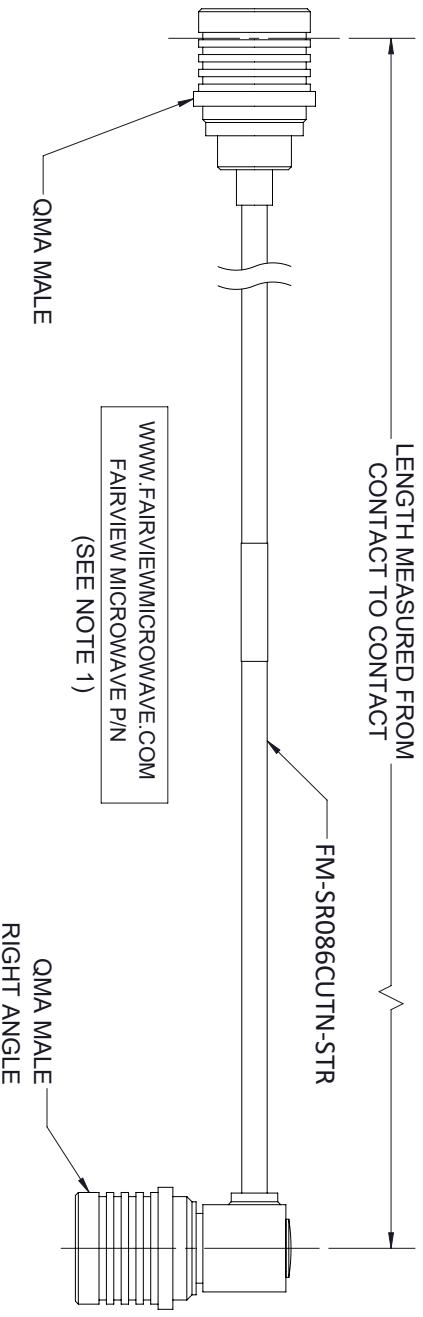 LENGTH MEASURED FROM
CONTACT TO CONTACT
FM-SR086CUTN-STR
QMA MALE
WWW.FAIRVIEWMICROWAVE.COM
FAIRVIEW MICROWAVE P/N
(SEE NOTE 1)
QMA MALE
RIGHT ANGLE